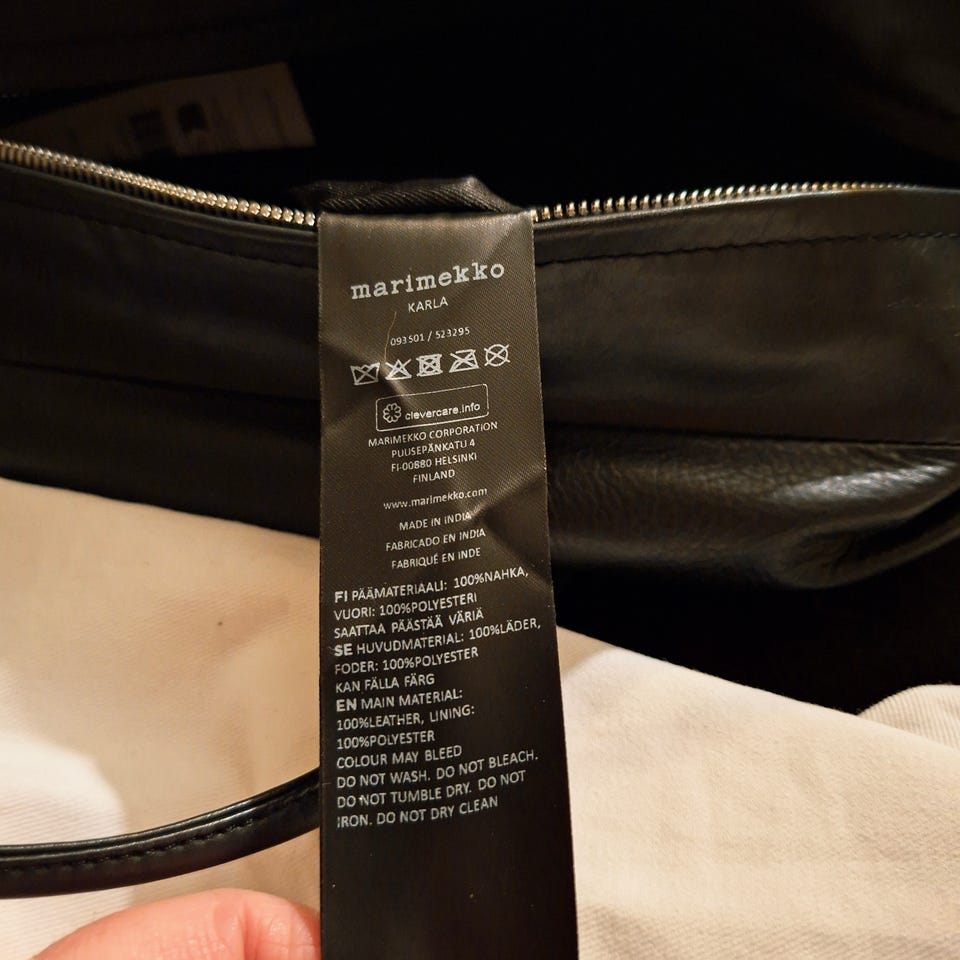 marimekko
KARLA
093501 / 523295
clevercare.info
MARIMEKKO CORPORATION
PUUSEPÄNKATU 4
FI-00880 HELSINKI
FINLAND
www.marimekko.com
MADE IN INDIA
FABRICADO EN INDIA
FABRIQUÉ EN INDE
FI PÄÄMATERIAALI: 100%NAHKA,
VUORI: 100%POLYESTERI
SAATTAA PÄÄSTÄÄ VÄRIÄ
SE HUVUDMATERIAL: 100%LÄDER,
FODER: 100%POLYESTER
KAN FÄLLA FÄRG
EN MAIN MATERIAL:
100%LEATHER, LINING:
100%POLYESTER
COLOUR MAY BLEED
DO NOT WASH. DO NOT BLEACH.
DO NOT TUMBLE DRY. DO NOT
IRON. DO NOT DRY CLEAN